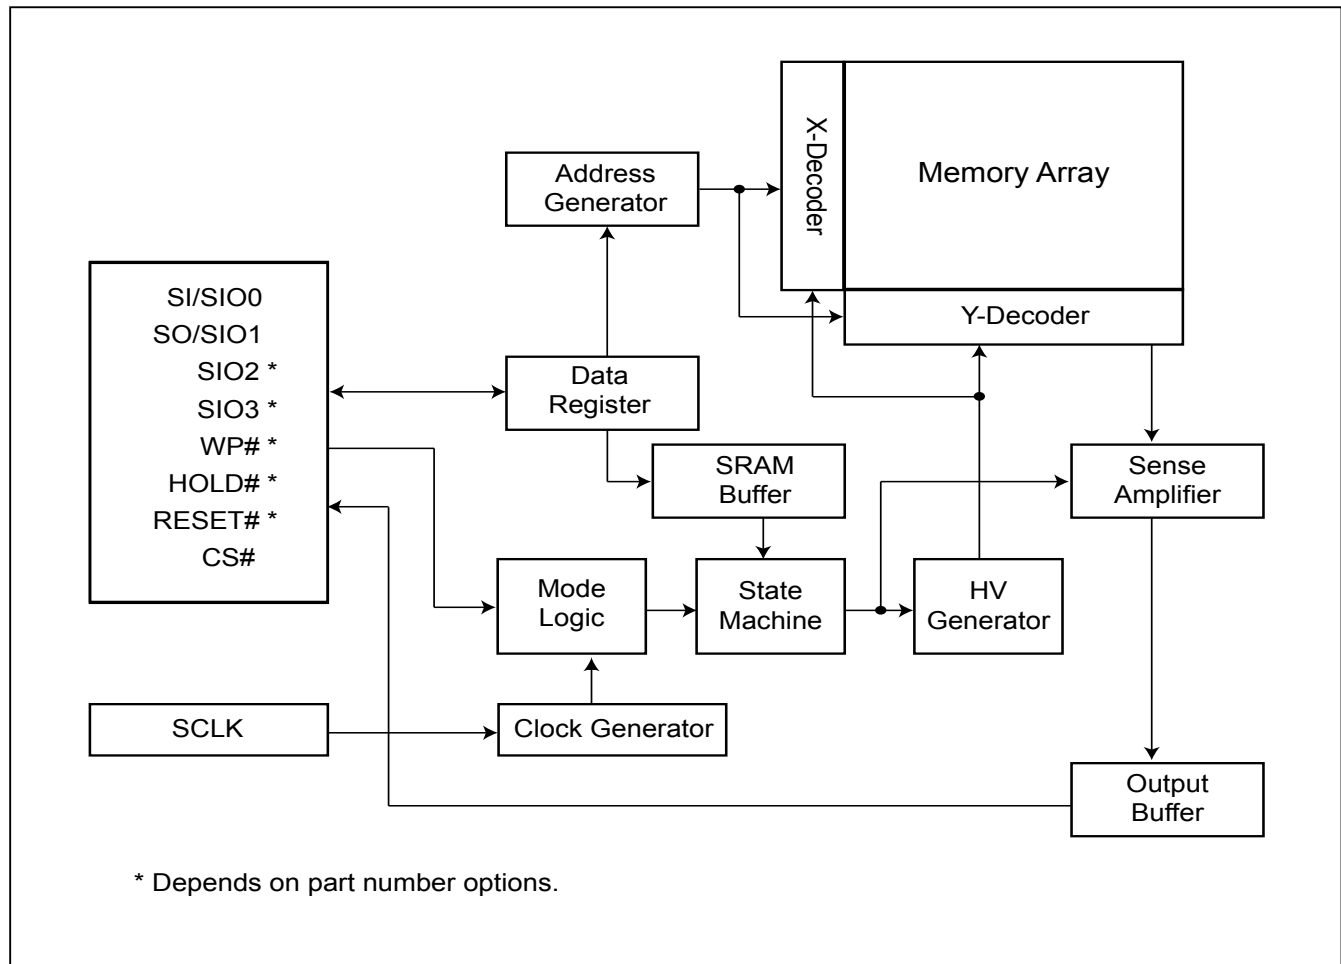 X-Decoder
Memory Array
Address
Generator
Y-Decoder
SI/SIO0
SO/SIO1
SIO2 *
SIO3 *
WP# *
HOLD# *
RESET# *
CS#
Data
Register
SRAM
Buffer
Sense
Amplifier
Mode
Logic
State
Machine
HV
Generator
SCLK
Clock Generator
Output
Buffer
* Depends on part number options.